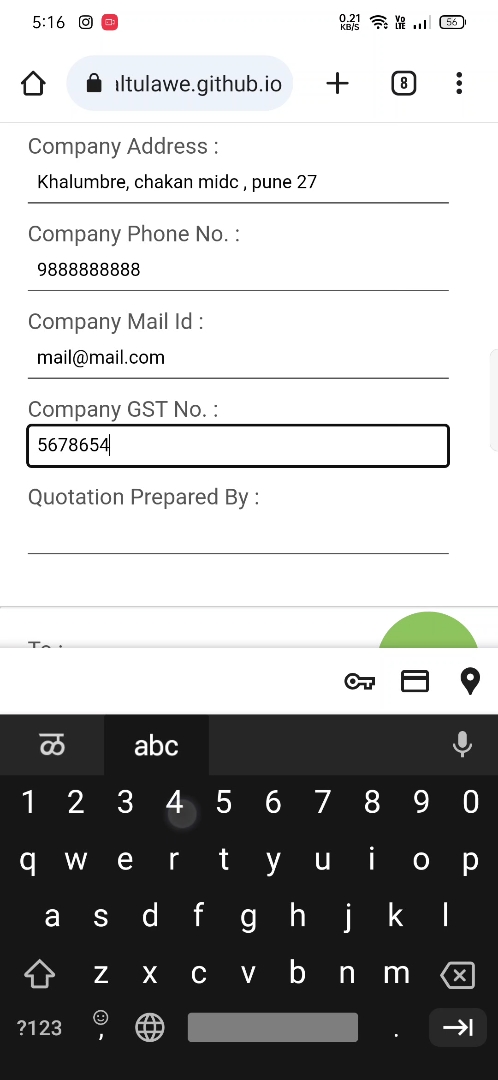 5:16 0.21 KB/S Vo LTE 56
ıltulawe.github.io 8
Company Address :
Khalumbre, chakan midc , pune 27
Company Phone No. :
9888888888
Company Mail Id :
mail@mail.com
Company GST No. :
5678654
Quotation Prepared By :
To :
ळ abc
1 2 3 4 5 6 7 8 9 0
q w e r t y u i o p
a s d f g h j k l
z x c v b n m
?123 , .